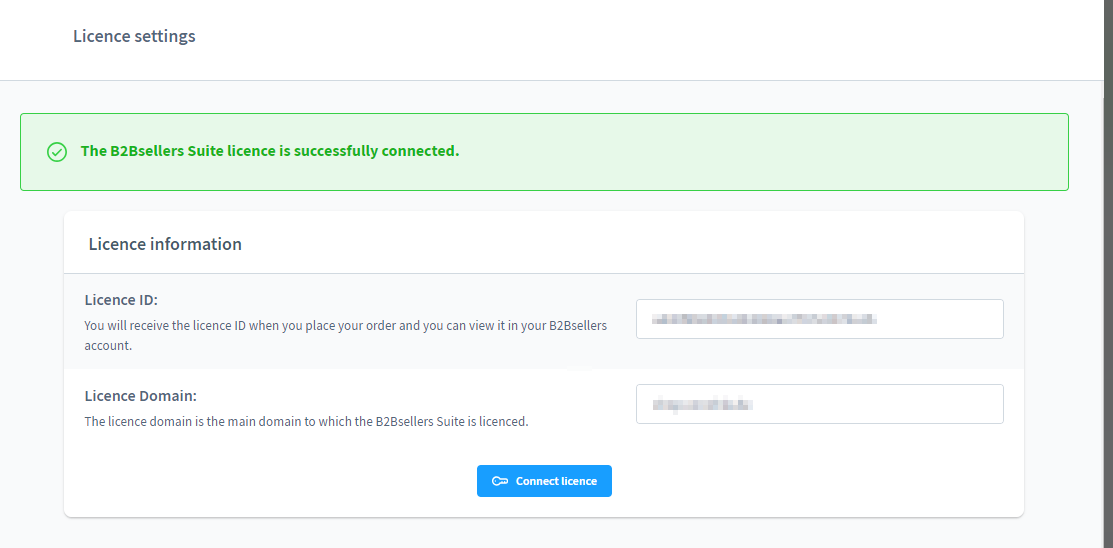 Licence settings
The B2Bsellers Suite licence is successfully connected.
Licence information
Licence ID:
You will receive the licence ID when you place your order and you can view it in your B2Bsellers
account.
Licence Domain:
The licence domain is the main domain to which the B2Bsellers Suite is licenced.
Connect licence